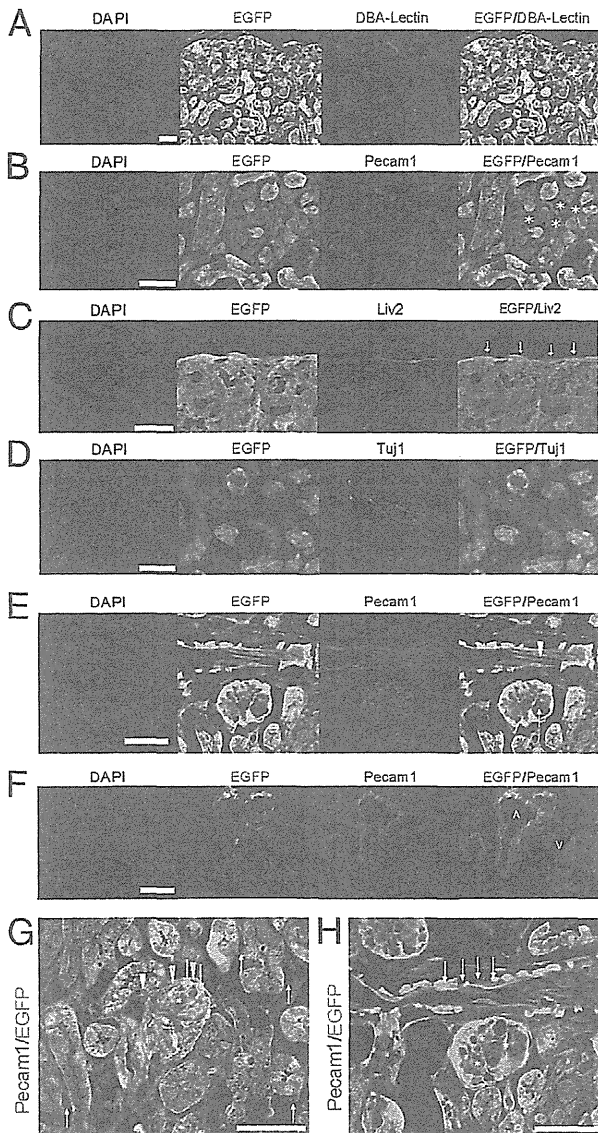 A
DAPI EGFP DBA-Lectin EGFP/DBA-Lectin
B
DAPI EGFP Pecam1 EGFP/Pecam1
* * * * *
C
DAPI EGFP Liv2 EGFP/Liv2
D
DAPI EGFP Tuj1 EGFP/Tuj1
E
DAPI EGFP Pecam1 EGFP/Pecam1
F
DAPI EGFP Pecam1 EGFP/Pecam1
A
V
G
Pecam1/EGFP
H
Pecam1/EGFP